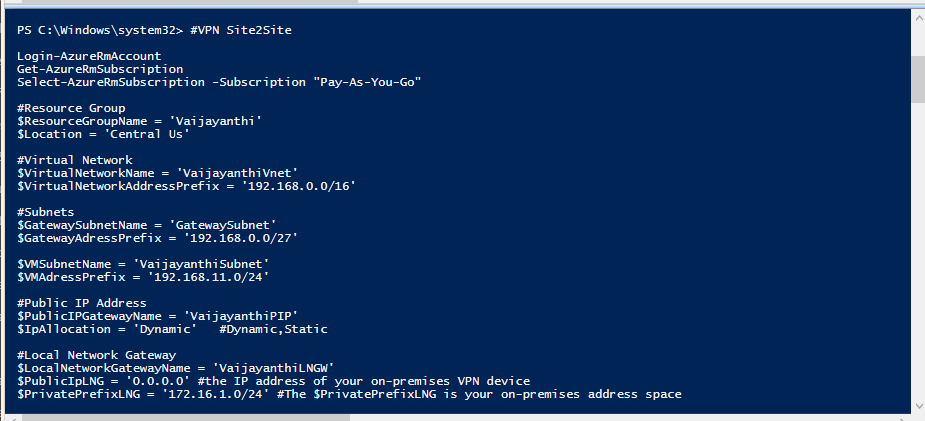 PS C:\Windows\system32> #VPN Site2Site
Login-AzureRmAccount
Get-AzureRmSubscription
Select-AzureRmSubscription -Subscription "Pay-As-You-Go"
#Resource Group
$ResourceGroupName = 'Vaijayanthi'
$Location = 'Central Us'
#Virtual Network
$VirtualNetworkName = 'VaijayanthiVnet'
$VirtualNetworkAddressPrefix = '192.168.0.0/16'
#Subnets
$GatewaySubnetName = 'GatewaySubnet'
$GatewayAdressPrefix = '192.168.0.0/27'
$VMSubnetName = 'VaijayanthiSubnet'
$VMAdressPrefix = '192.168.11.0/24'
#Public IP Address
$PublicIPGatewayName = 'VaijayanthiPIP'
$IpAllocation = 'Dynamic'   #Dynamic,Static
#Local Network Gateway
$LocalNetworkGatewayName = 'VaijayanthiLNGW'
$PublicIpLNG = '0.0.0.0' #the IP address of your on-premises VPN device
$PrivatePrefixLNG = '172.16.1.0/24' #The $PrivatePrefixLNG is your on-premises address space